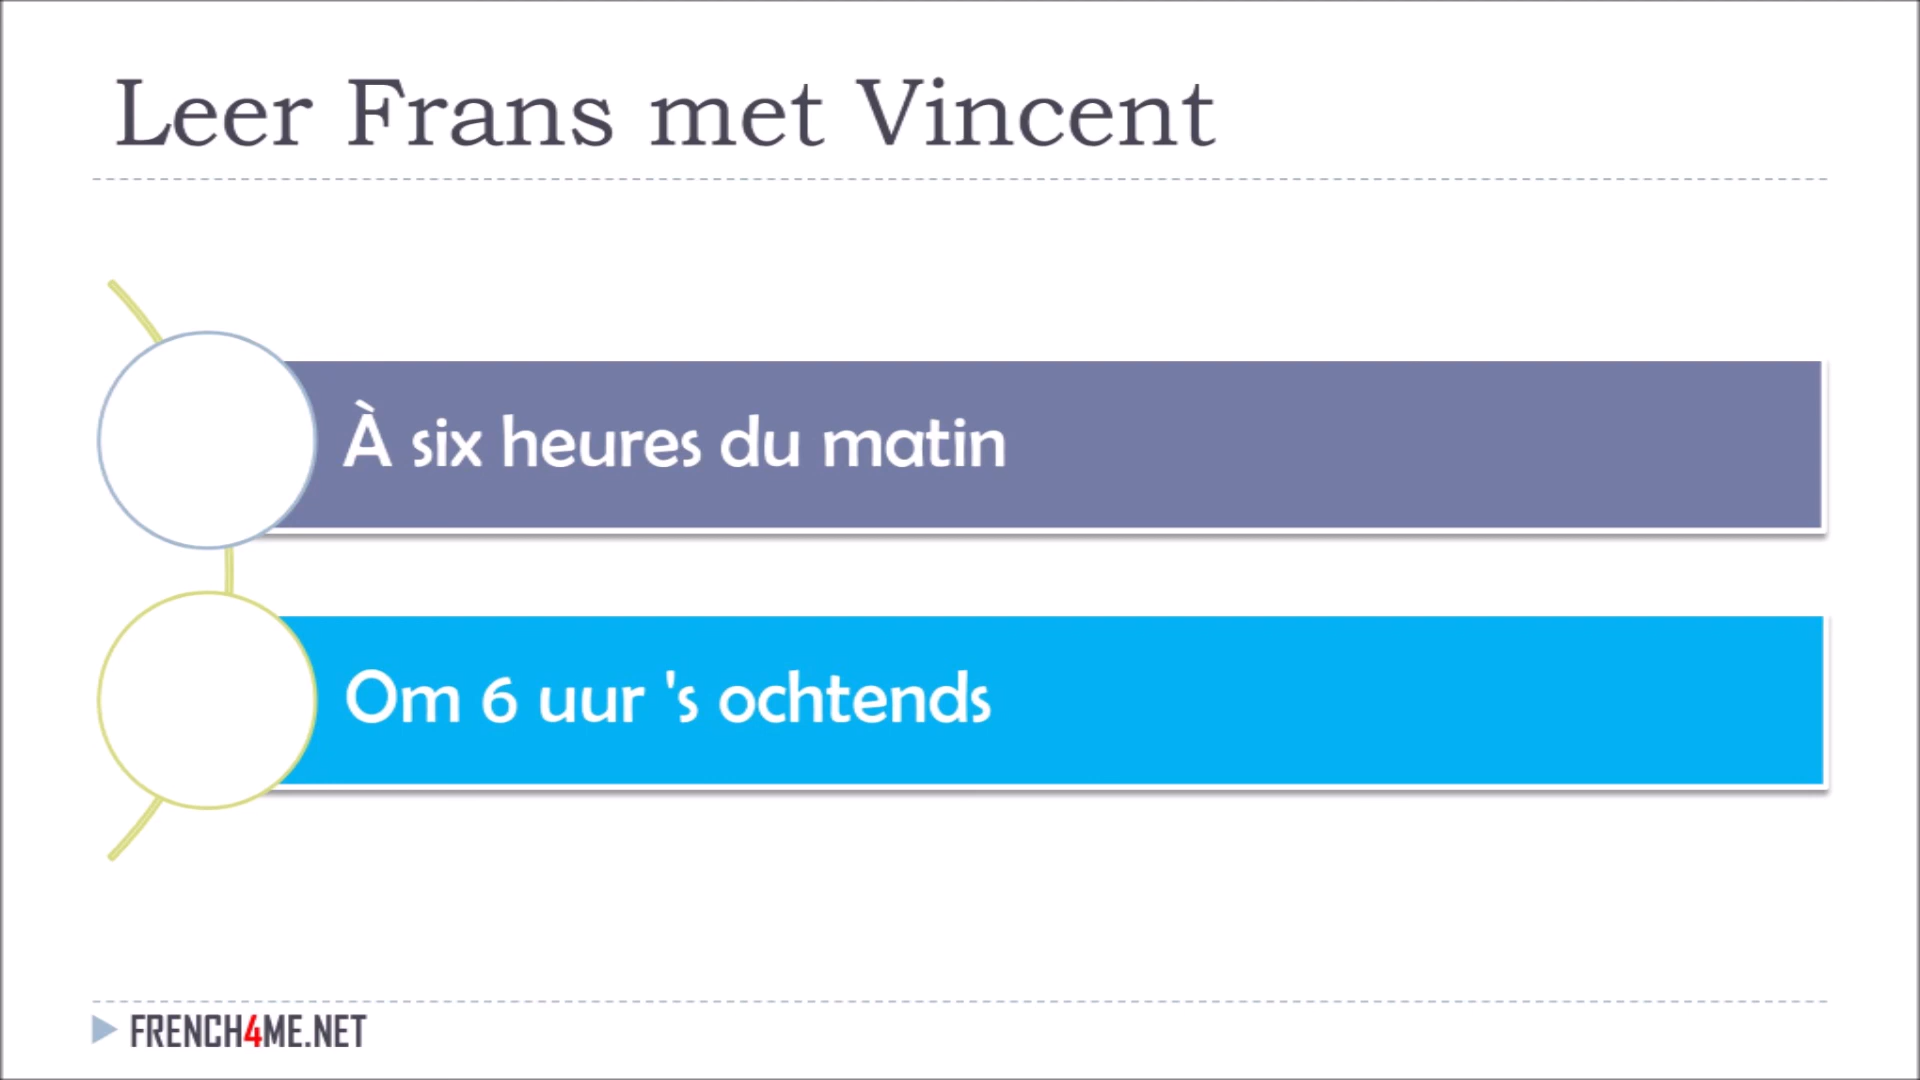 Leer Frans met Vincent
À six heures du matin
Om 6 uur 's ochtends
FRENCH4ME.NET